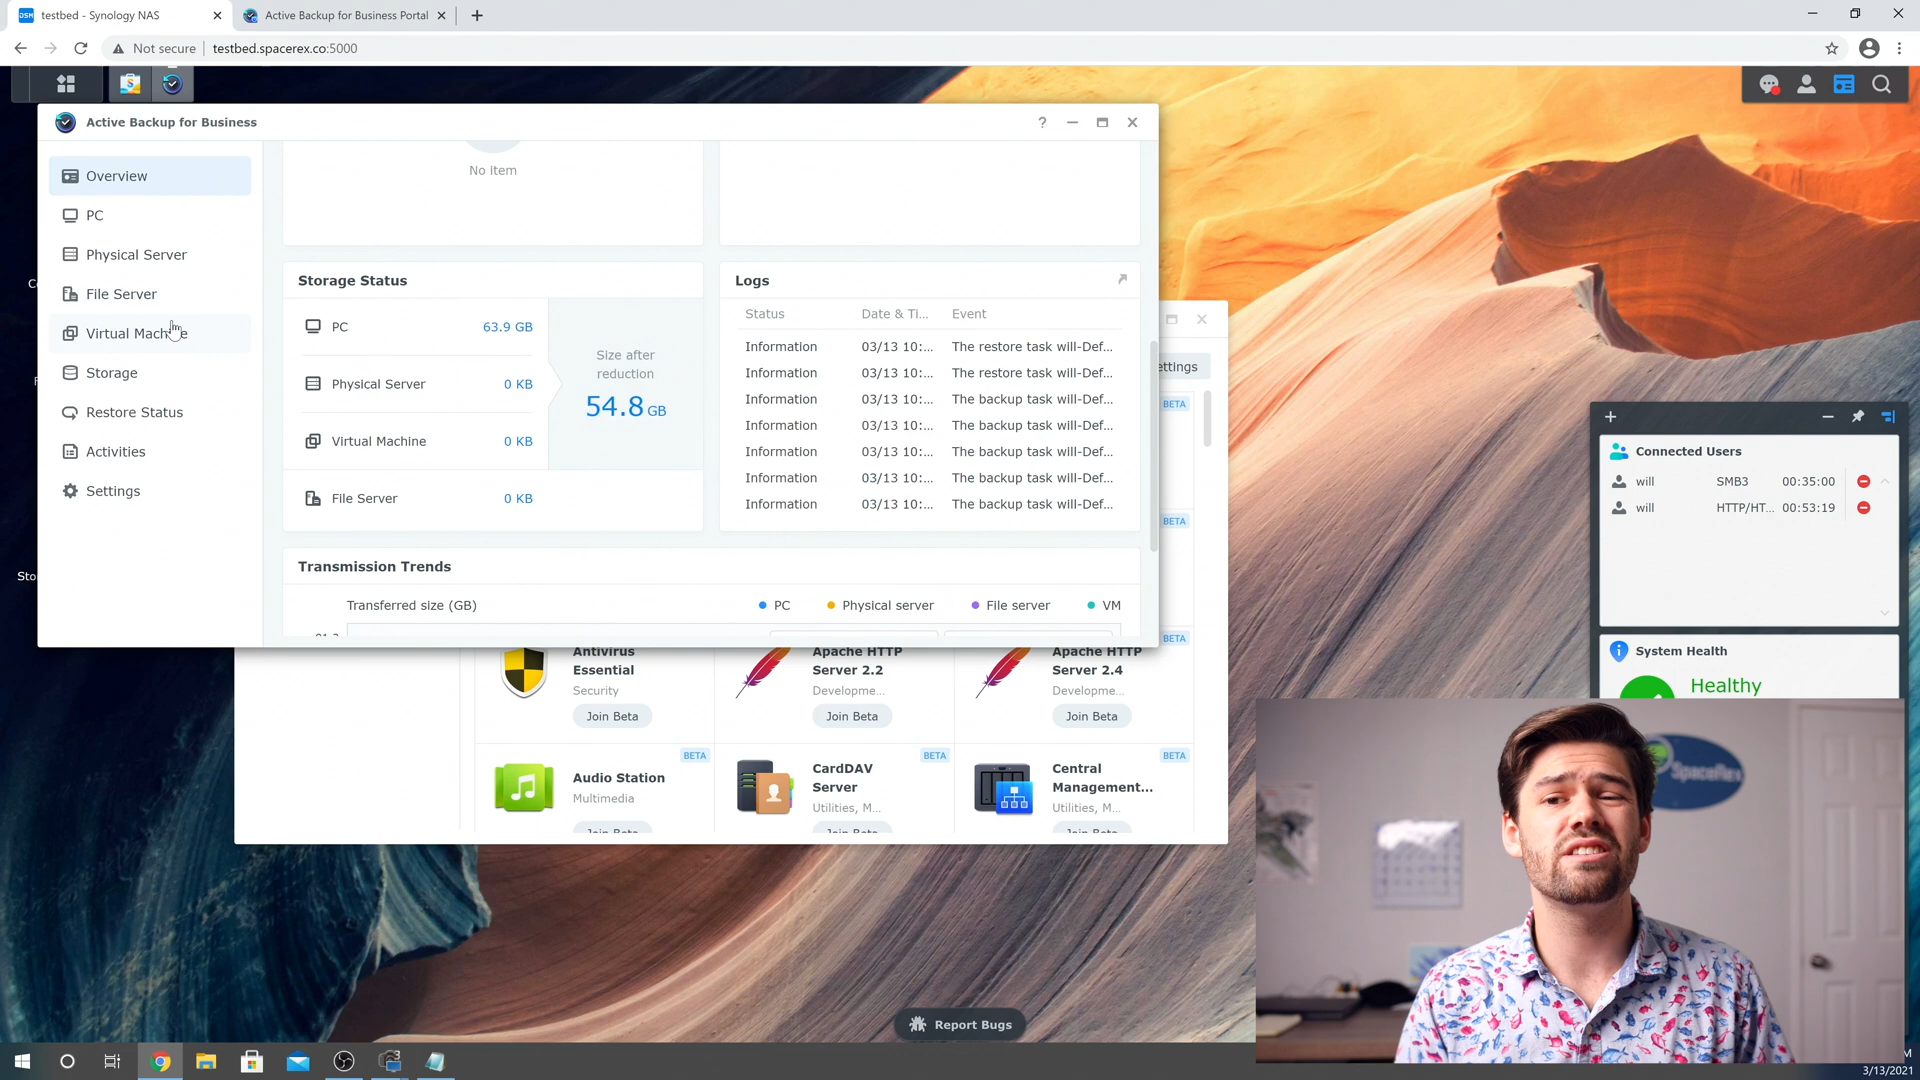 testbed - Synology NAS
Active Backup for Business Portal
Not secure
testbed.spacerex.co:5000
Active Backup for Business
Overview
PC
Physical Server
File Server
Virtual Machine
Storage
Restore Status
Activities
Settings
No Item
Storage Status
PC 63.9 GB
Physical Server 0 KB
Virtual Machine 0 KB
File Server 0 KB
Size after
reduction
54.8 GB
Logs
Status Date & Ti... Event
Information 03/13 10:... The restore task will-Def...
Information 03/13 10:... The restore task will-Def...
Information 03/13 10:... The backup task will-Def...
Information 03/13 10:... The backup task will-Def...
Information 03/13 10:... The backup task will-Def...
Information 03/13 10:... The backup task will-Def...
Information 03/13 10:... The backup task will-Def...
Transmission Trends
Transferred size (GB)
PC Physical server File server VM
ettings
BETA
BETA
BETA
Antivirus
Essential
Security
Join Beta
Apache HTTP
Server 2.2
Developme...
Join Beta
Apache HTTP
Server 2.4
Developme...
Join Beta
BETA
Audio Station
Multimedia
Join Beta
BETA
CardDAV
Server
Utilities, M...
Join Beta
BETA
Central
Management...
Utilities, M...
Join Beta
Connected Users
will SMB3 00:35:00
will HTTP/HT... 00:53:19
System Health
Healthy
SpaceRex
Report Bugs
3/13/2021